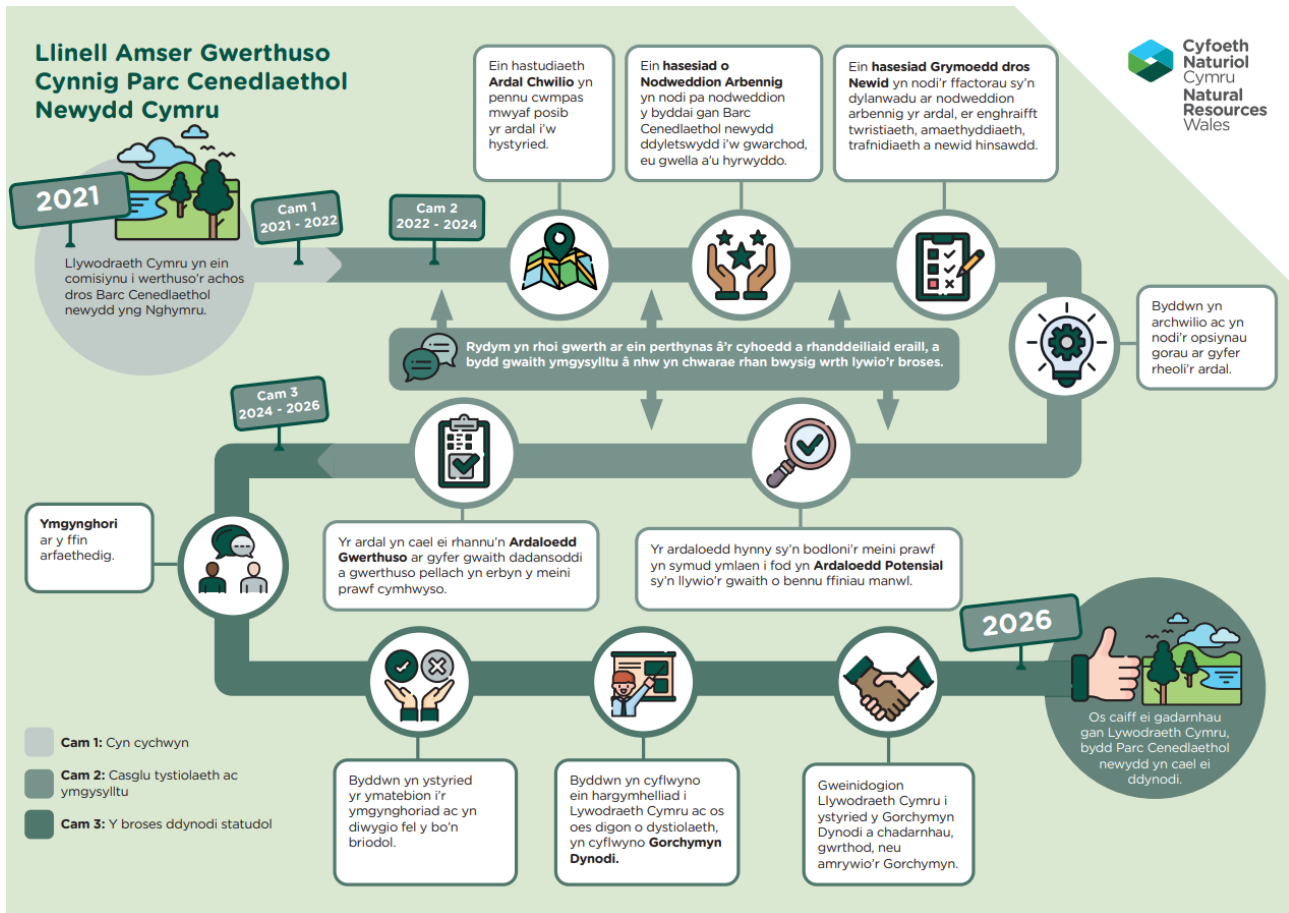 Llinell Amser Gwerthuso
Cynnig Parc Cenedlaethol
Newydd Cymru
Cyfoeth
Naturiol
Cymru
Natural
Resources
Wales
2021
Llywodraeth Cymru yn ein
comisiynu i werthuso'r achos
dros Barc Cenedlaethol
newydd yng Nghymru.
Cam 1
2021 - 2022
Cam 2
2022 - 2024
Ein hastudiaeth
Ardal Chwilio yn
pennu cwmpas
mwyaf posib
yr ardal i'w
hystyried.
Ein hasesiad o
Nodweddion Arbennig
yn nodi pa nodweddion
y byddai gan Barc
Cenedlaethol newydd
ddyletswydd i'w gwarchod,
eu gwella a'u hyrwyddo.
Ein hasesiad Grymoedd dros
Newid yn nodi'r ffactorau sy'n
dylanwadu ar nodweddion
arbennig yr ardal, er enghraifft
twristiaeth, amaethyddiaeth,
trafnidiaeth a newid hinsawdd.
Byddwn yn
archwilio ac yn
nodi'r opsiynau
gorau ar gyfer
rheoli'r ardal.
Rydym yn rhoi gwerth ar ein perthynas â'r cyhoedd a rhanddeiliaid eraill, a
bydd gwaith ymgysylltu â nhw yn chwarae rhan bwysig wrth lywio'r broses.
Yr ardaloedd hynny sy'n bodloni'r meini prawf
yn symud ymlaen i fod yn Ardaloedd Potensial
sy'n llywio'r gwaith o bennu ffiniau manwl.
Yr ardal yn cael ei rhannu'n Ardaloedd
Gwerthuso ar gyfer gwaith dadansoddi
a gwerthuso pellach yn erbyn y meini
prawf cymhwyso.
Cam 3
2024 - 2026
Ymgynghori
ar y ffin
arfaethedig.
Byddwn yn ystyried
yr ymatebion i'r
ymgynghoriad ac yn
diwygio fel y bo'n
briodol.
Byddwn yn cyflwyno
ein hargymhelliad i
Lywodraeth Cymru ac os
oes digon o dystiolaeth,
yn cyflwyno Gorchymyn
Dynodi.
Gweinidogion
Llywodraeth Cymru i
ystyried y Gorchymyn
Dynodi a chadarnhau,
gwrthod, neu
amrywio'r Gorchymyn.
2026
Os caiff ei gadarnhau
gan Lywodraeth Cymru,
bydd Parc Cenedlaethol
newydd yn cael ei
ddynodi.
Cam 1: Cyn cychwyn
Cam 2: Casglu tystiolaeth ac
ymgysylltu
Cam 3: Y broses ddynodi statudol